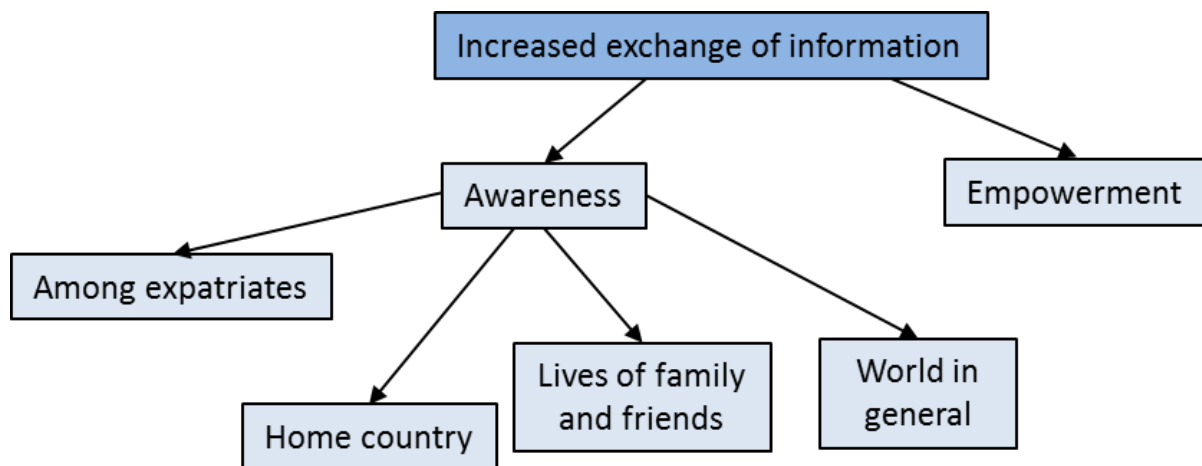 Increased exchange of information
Awareness
Empowerment
Among expatriates
Home country
Lives of family
and friends
World in
general